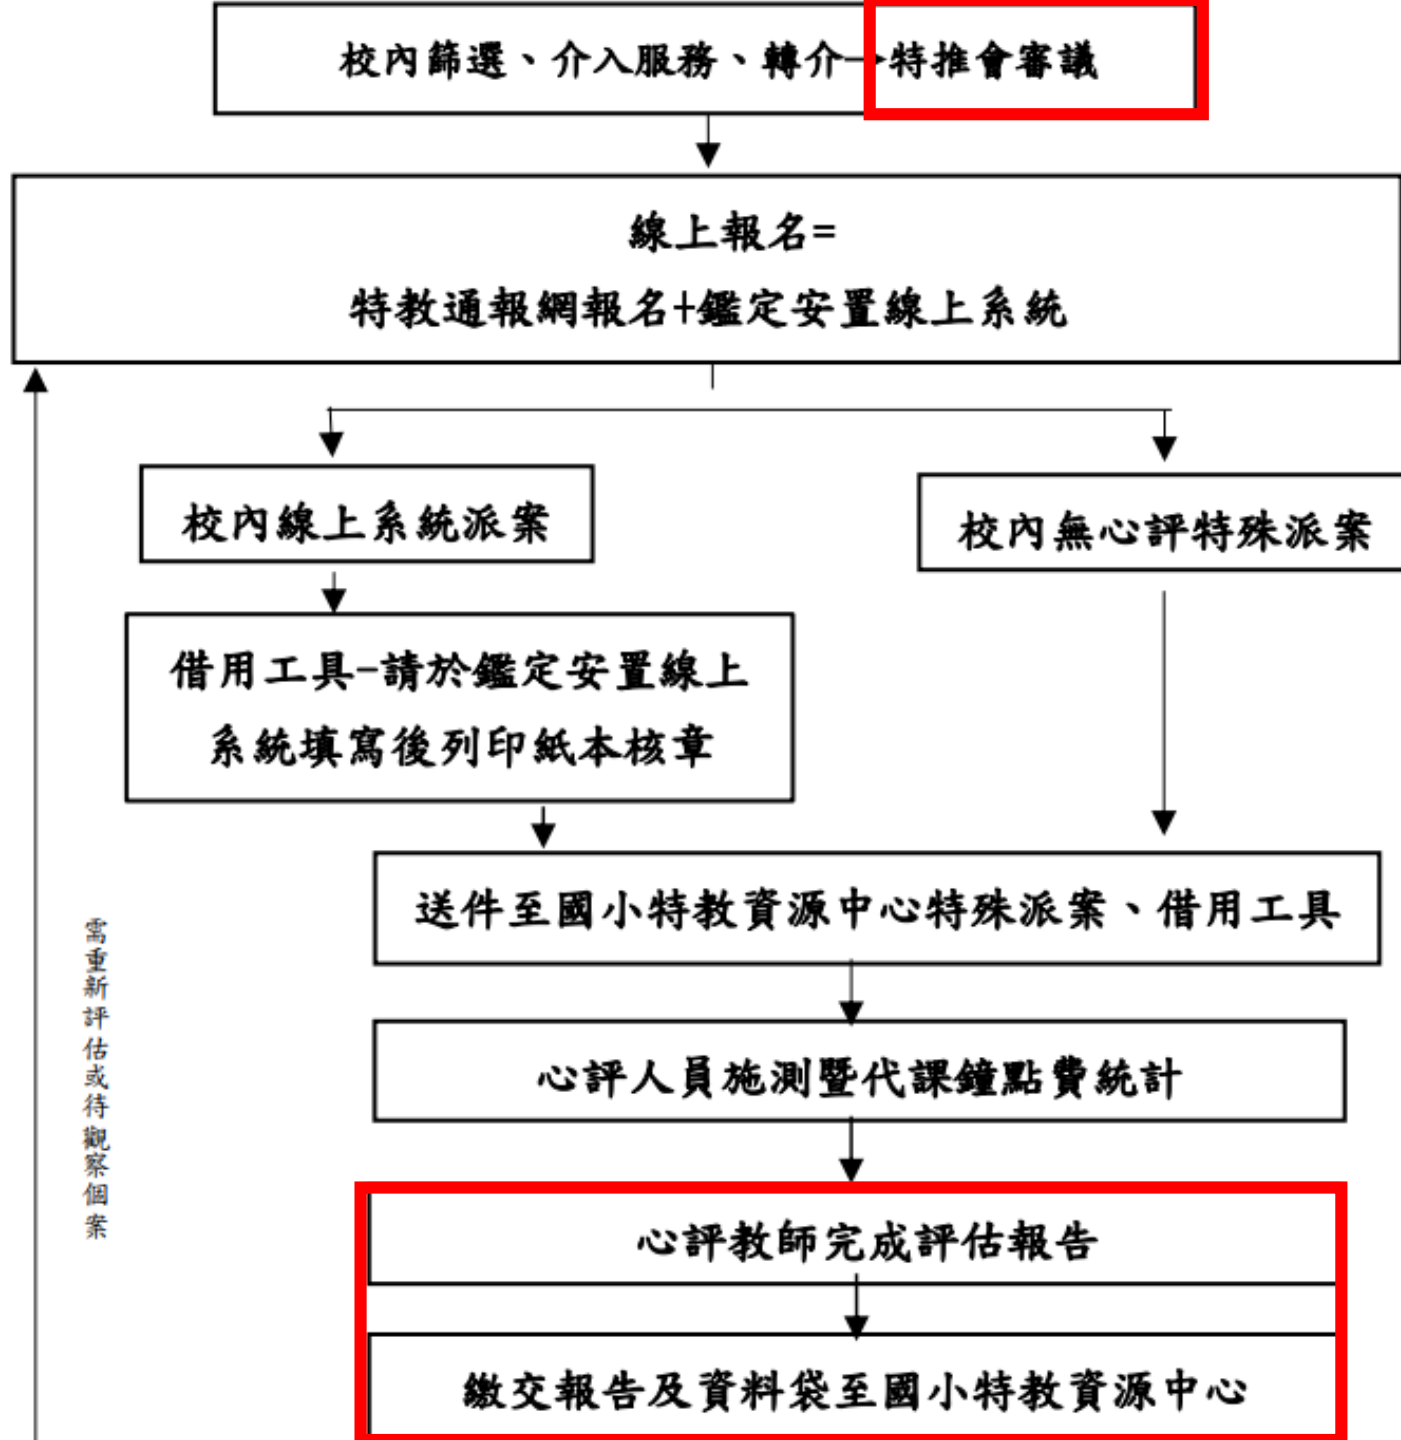 校內篩選、介入服務、轉介→特推會審議
線上報名=
特教通報網報名+鑑定安置線上系統
校內線上系統派案
校內無心評特殊派案
借用工具-請於鑑定安置線上
系統填寫後列印紙本核章
送件至國小特教資源中心特殊派案、借用工具
心評人員施測暨代課鐘點費統計
心評教師完成評估報告
繳交報告及資料袋至國小特教資源中心
需重新評估或待觀察個案